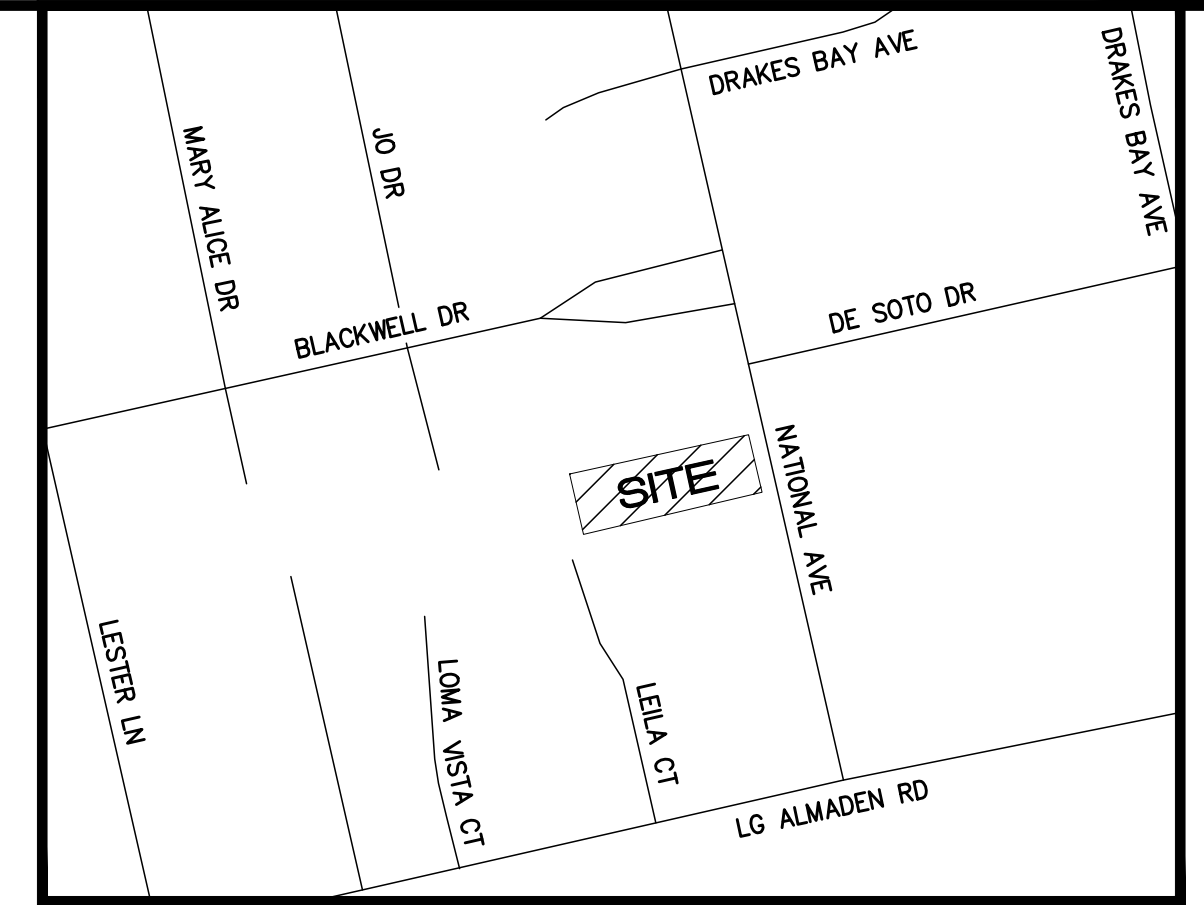 DRAKES BAY AVE
DRAKES BAY AVE
MARY ALICE DR
JO DR
BLACKWELL DR
DE SOTO DR
SITE
NATIONAL AVE
LESTER LN
LOMA VISTA CT
LEILA CT
LG ALMADEN RD